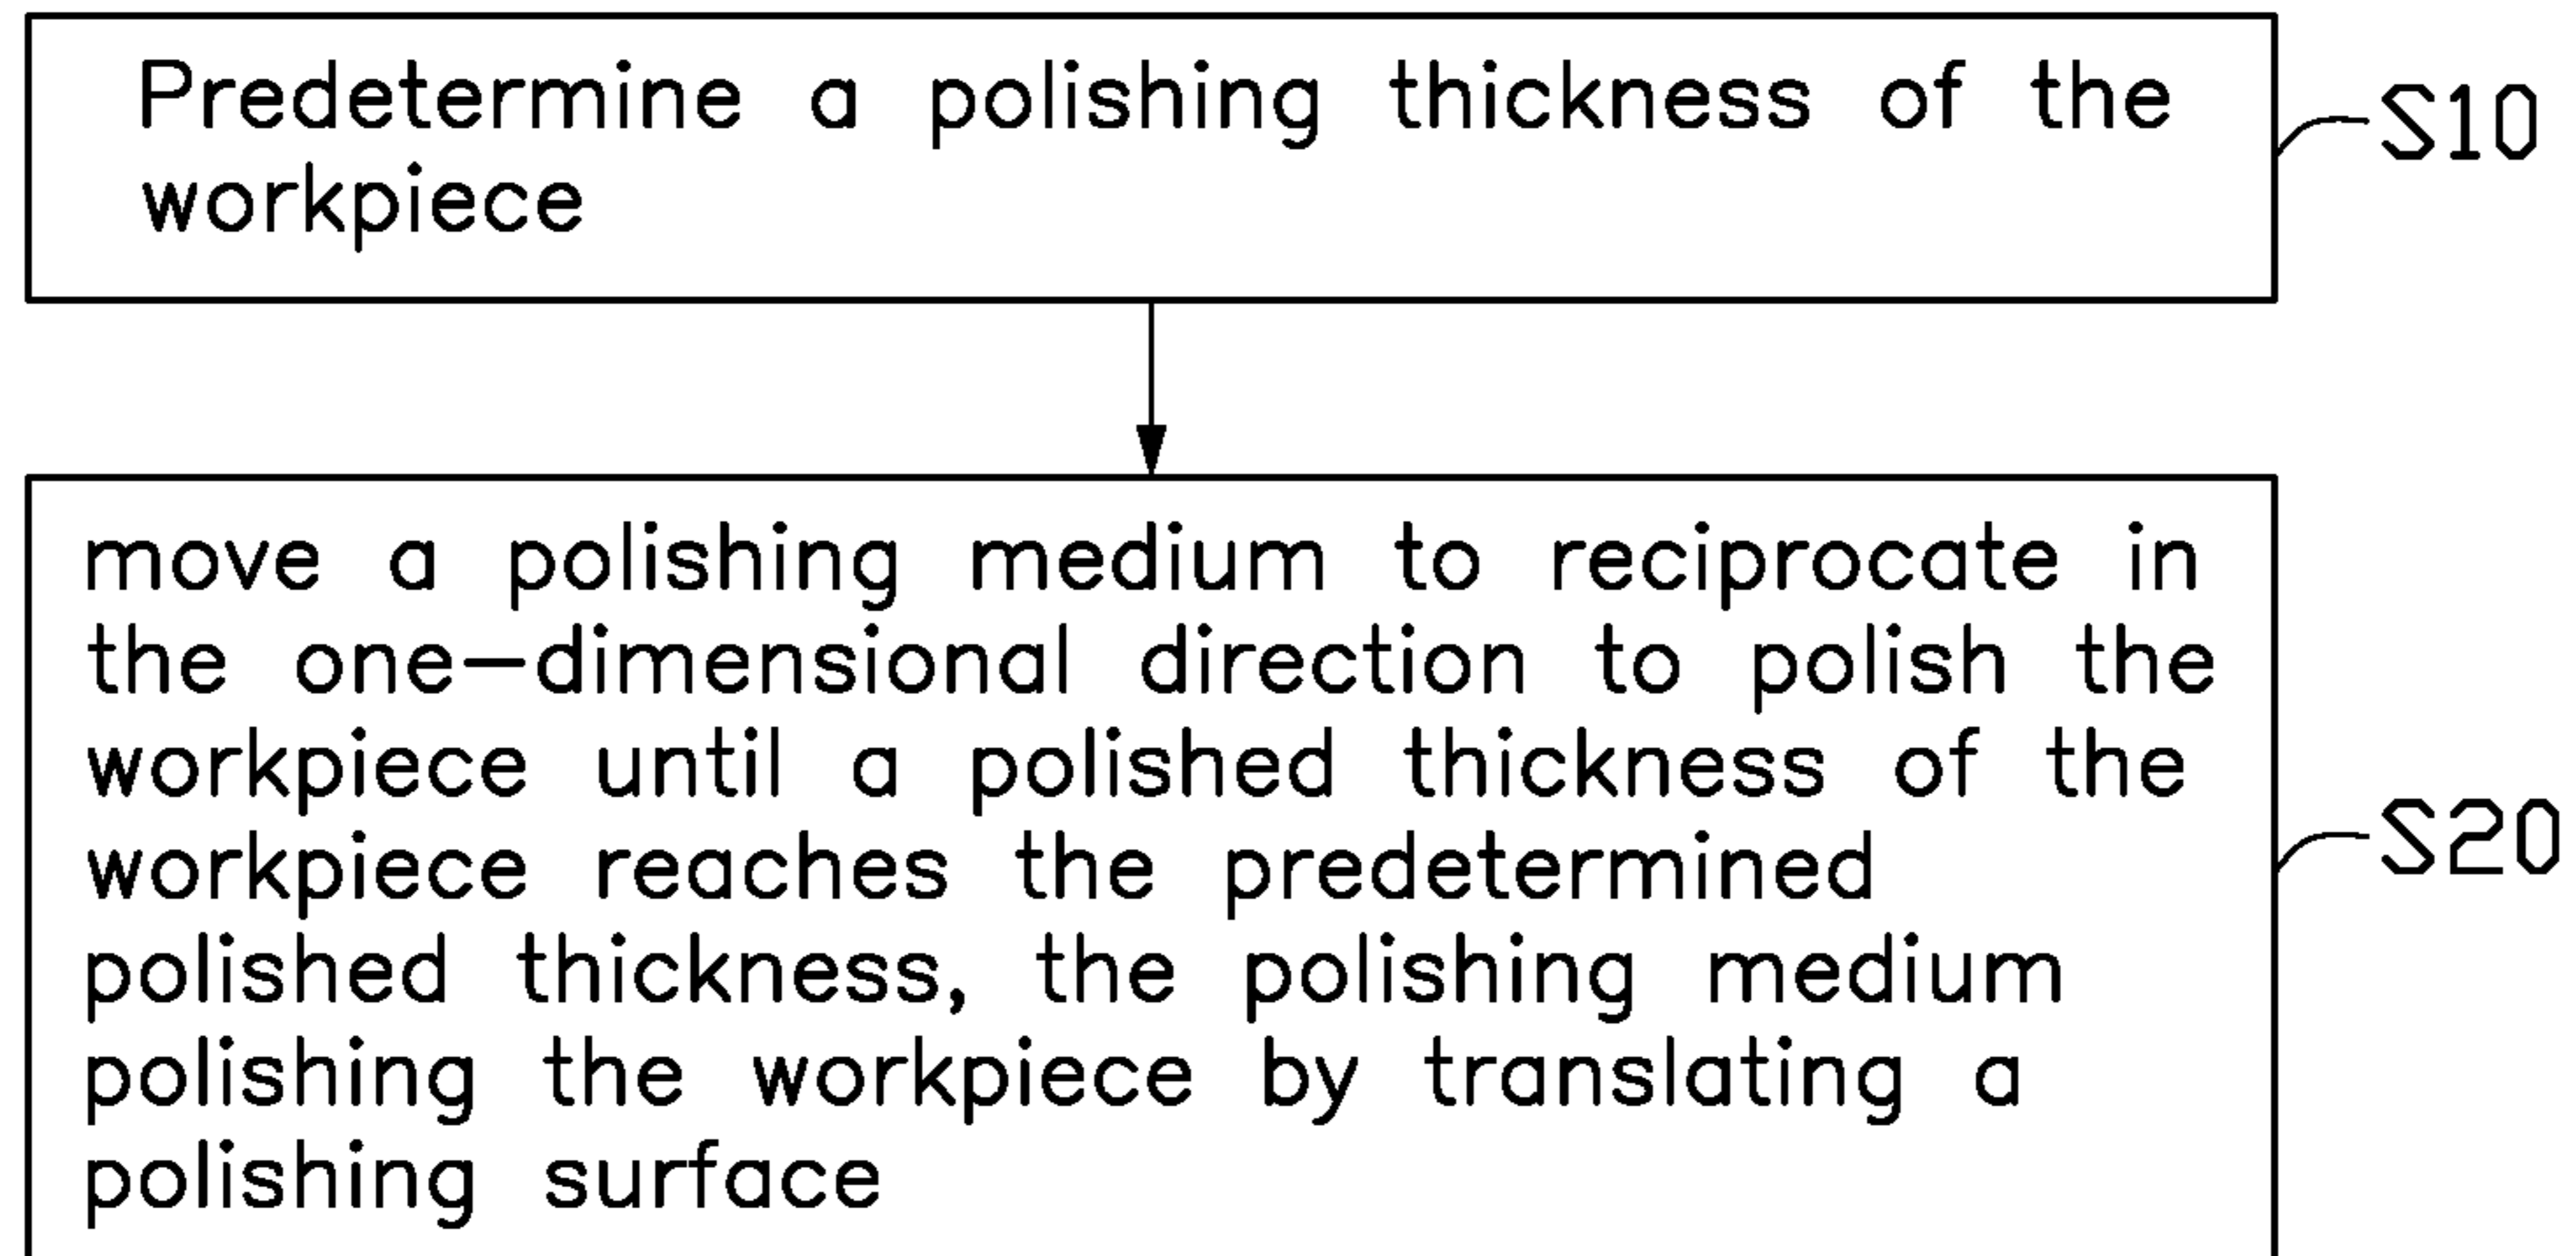 Predetermine a polishing thickness of the
workpiece
S10
move a polishing medium to reciprocate in
the one-dimensional direction to polish the
workpiece until a polished thickness of the
workpiece reaches the predetermined
polished thickness, the polishing medium
polishing the workpiece by translating a
polishing surface
S20